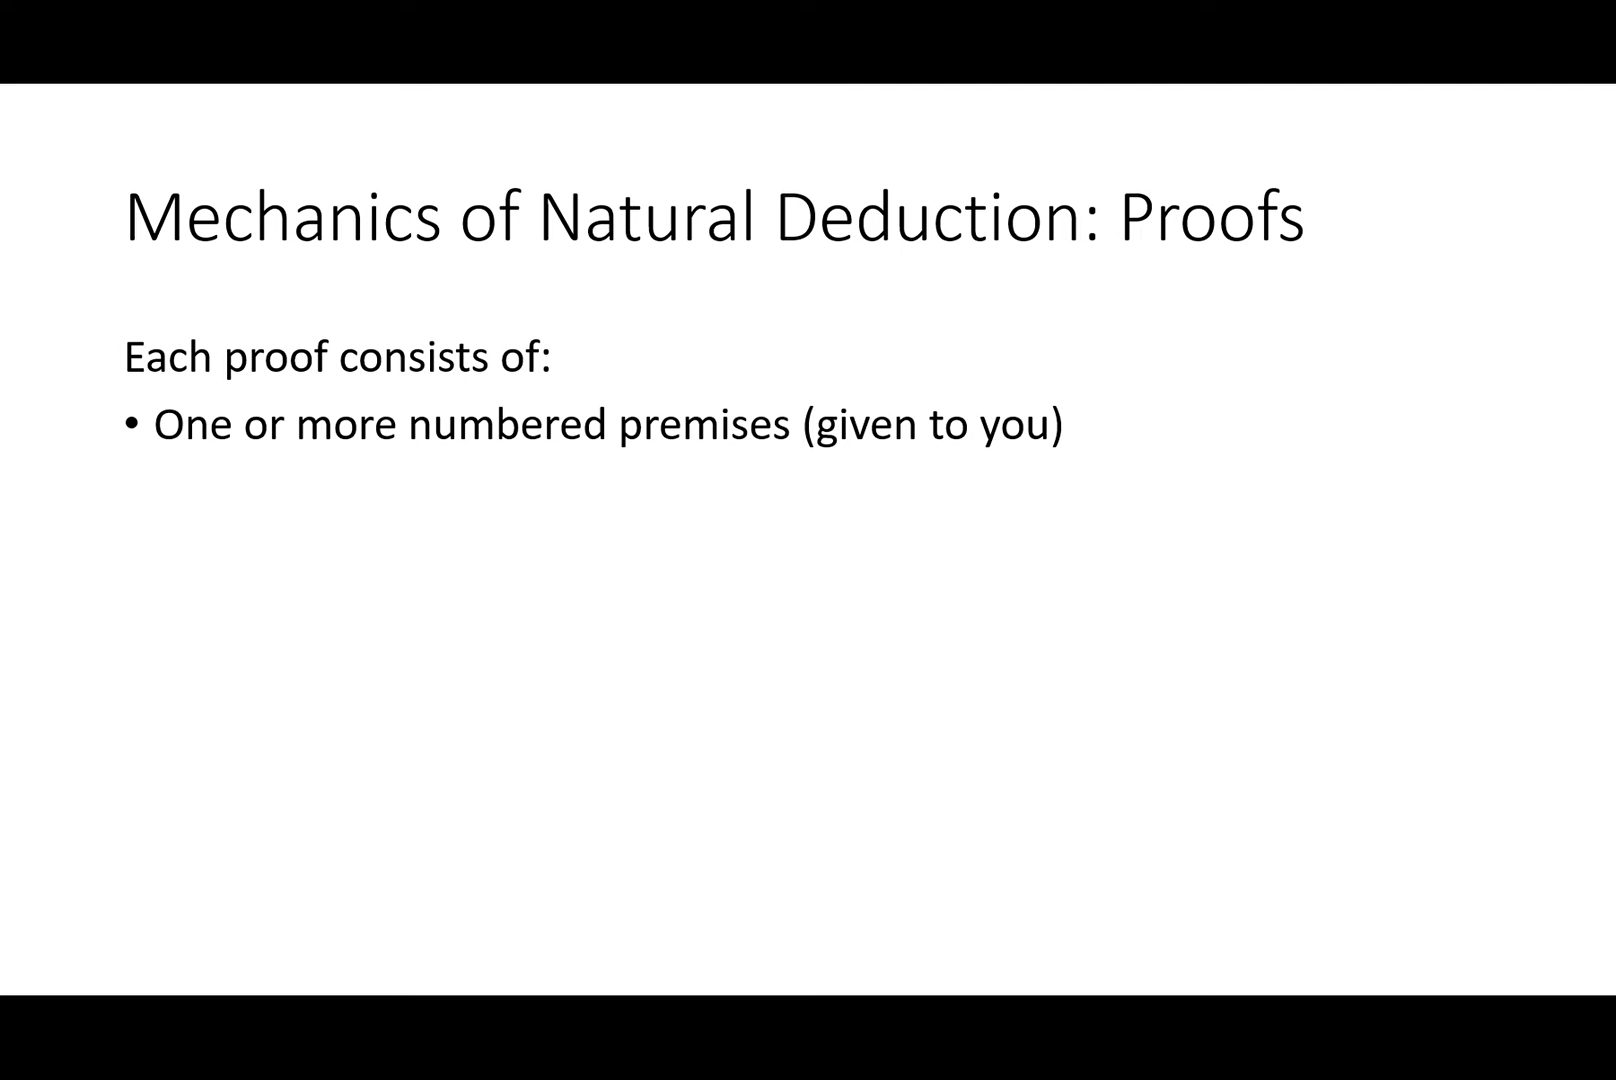 Mechanics of Natural Deduction: Proofs
Each proof consists of:
• One or more numbered premises (given to you)